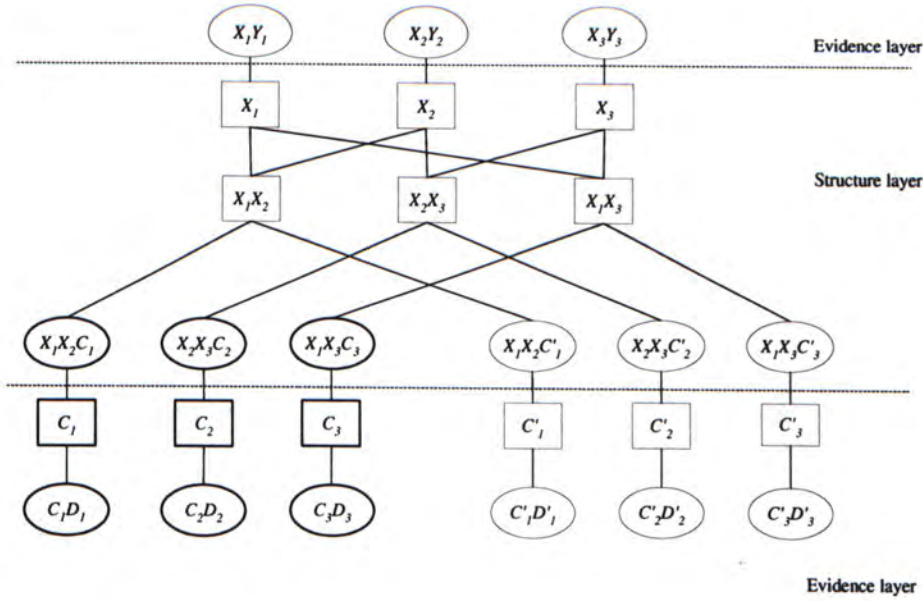 X₁Y₁ X₂Y₂ X₃Y₃
Evidence layer
X₁ X₂ X₃
Structure layer
X₁X₂ X₂X₃ X₁X₃
X₁X₂C₁ X₂X₃C₂ X₁X₃C₃ X₁X₂C'₁ X₂X₃C'₂ X₁X₃C'₃
C₁ C₂ C₃ C'₁ C'₂ C'₃
C₁D₁ C₂D₂ C₃D₃ C'₁D'₁ C'₂D'₂ C'₃D'₃
Evidence layer